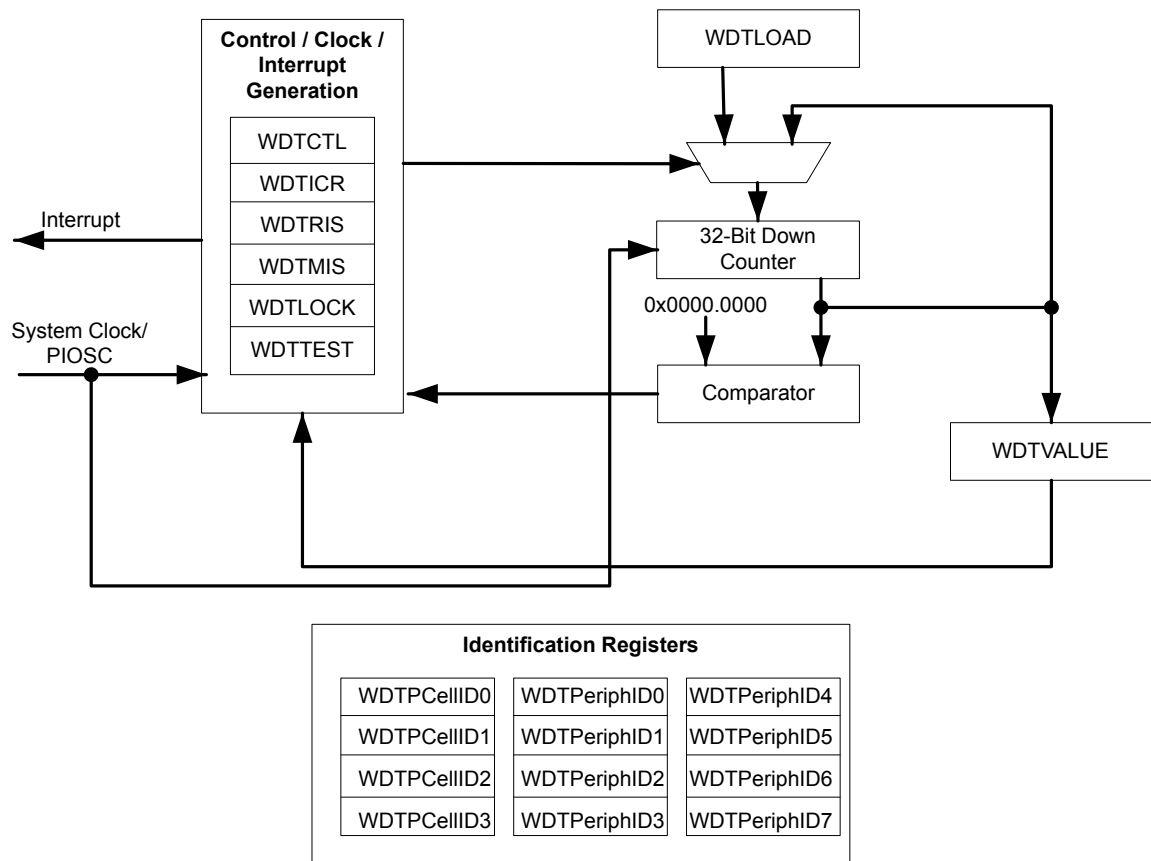 Control / Clock /
Interrupt
Generation
WDTCTL
WDTICR
WDTRIS
WDTMIS
WDTLOCK
WDTTEST
Interrupt
System Clock/
PIOSC
WDTLOAD
32-Bit Down
Counter
0x0000.0000
Comparator
WDTVALUE
Identification Registers
WDTPCellID0 WDTPeriphID0 WDTPeriphID4
WDTPCellID1 WDTPeriphID1 WDTPeriphID5
WDTPCellID2 WDTPeriphID2 WDTPeriphID6
WDTPCellID3 WDTPeriphID3 WDTPeriphID7